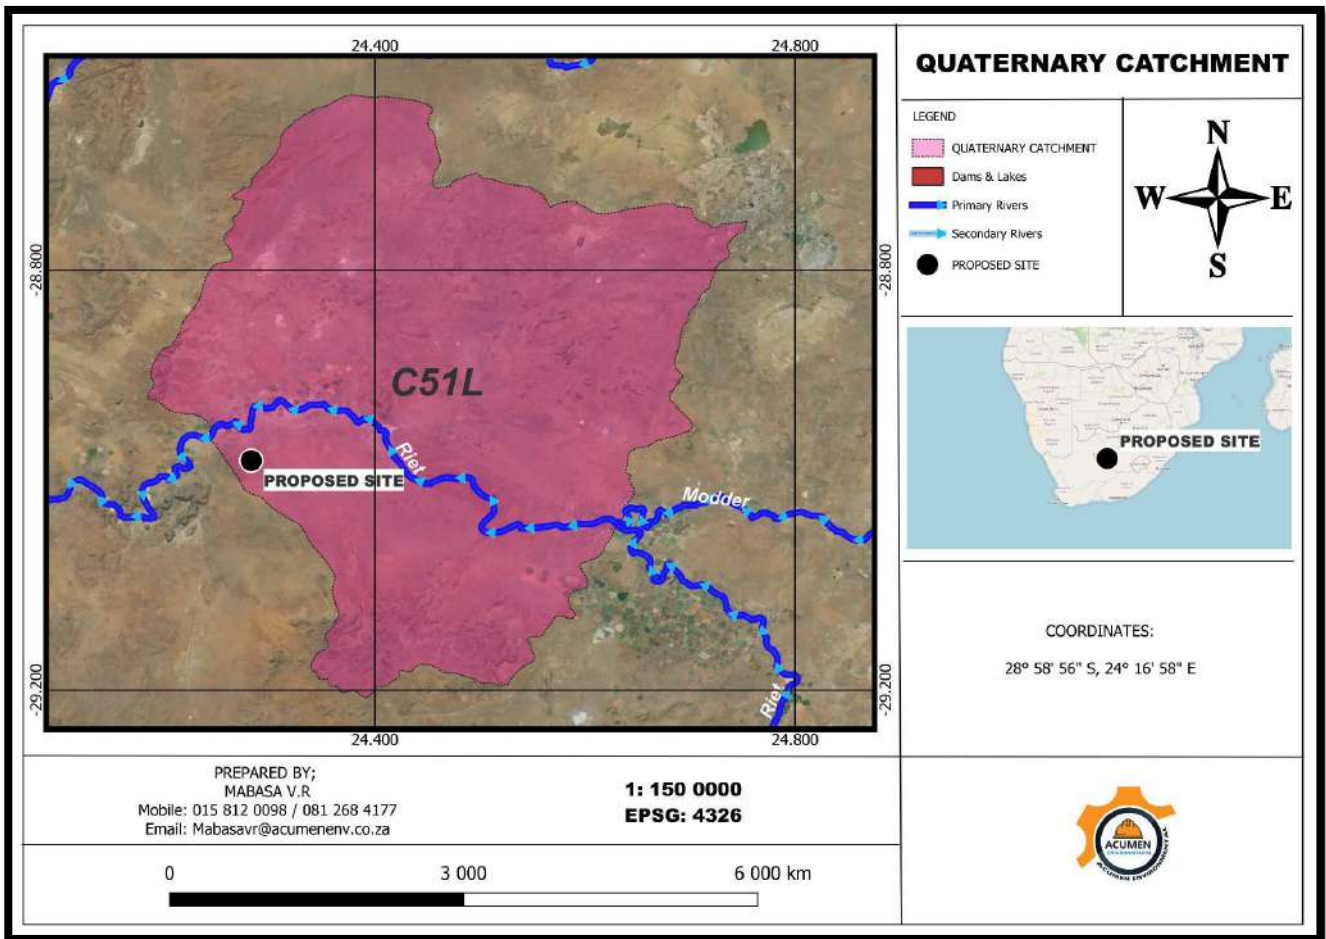 24.400
24.800
-28.800
-28.800
C51L
Riet
PROPOSED SITE
Modder
Riet
-29.200
-29.200
24.400
24.800
QUATERNARY CATCHMENT
LEGEND
QUATERNARY CATCHMENT
Dams & Lakes
Primary Rivers
Secondary Rivers
PROPOSED SITE
N
W
E
S
PROPOSED SITE
COORDINATES:
28° 58' 56" S, 24° 16' 58" E
PREPARED BY;
MABASA V.R
Mobile: 015 812 0098 / 081 268 4177
Email: Mabasavr@acumenenv.co.za
1: 150 0000
EPSG: 4326
0
3 000
6 000 km
ACUMEN
ACUMEN ENVIRONMENTAL